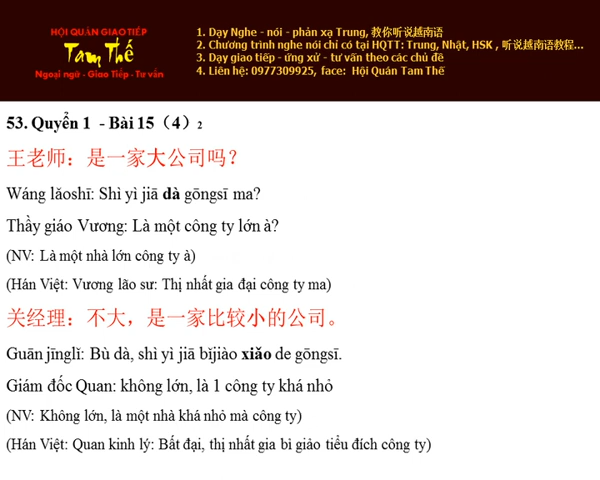 HỘI QUÁN GIAO TIẾP
Tam Thế
Ngoại ngữ - Giao Tiếp - Tư vấn
1. Dạy Nghe - nói - phản xạ Trung, 教你听说越南语
2. Chương trình nghe nói chỉ có tại HQTT: Trung, Nhật, HSK , 听说越南语教程...
3. Dạy giao tiếp - ứng xử - tư vấn theo các chủ đề
4. Liên hệ: 0977309925, face: Hội Quán Tam Thế
53. Quyển 1 - Bài 15（4）2
王老师：是一家大公司吗？
Wáng lǎoshī: Shì yì jiā dà gōngsī ma?
Thầy giáo Vương: Là một công ty lớn à?
(NV: Là một nhà lớn công ty à)
(Hán Việt: Vương lão sư: Thị nhất gia đại công ty ma)
关经理：不大，是一家比较小的公司。
Guān jīnglǐ: Bù dà, shì yì jiā bǐjiào xiǎo de gōngsī.
Giám đốc Quan: không lớn, là 1 công ty khá nhỏ
(NV: Không lớn, là một nhà khá nhỏ mà công ty)
(Hán Việt: Quan kinh lý: Bất đại, thị nhất gia bỉ giảo tiểu đích công ty)